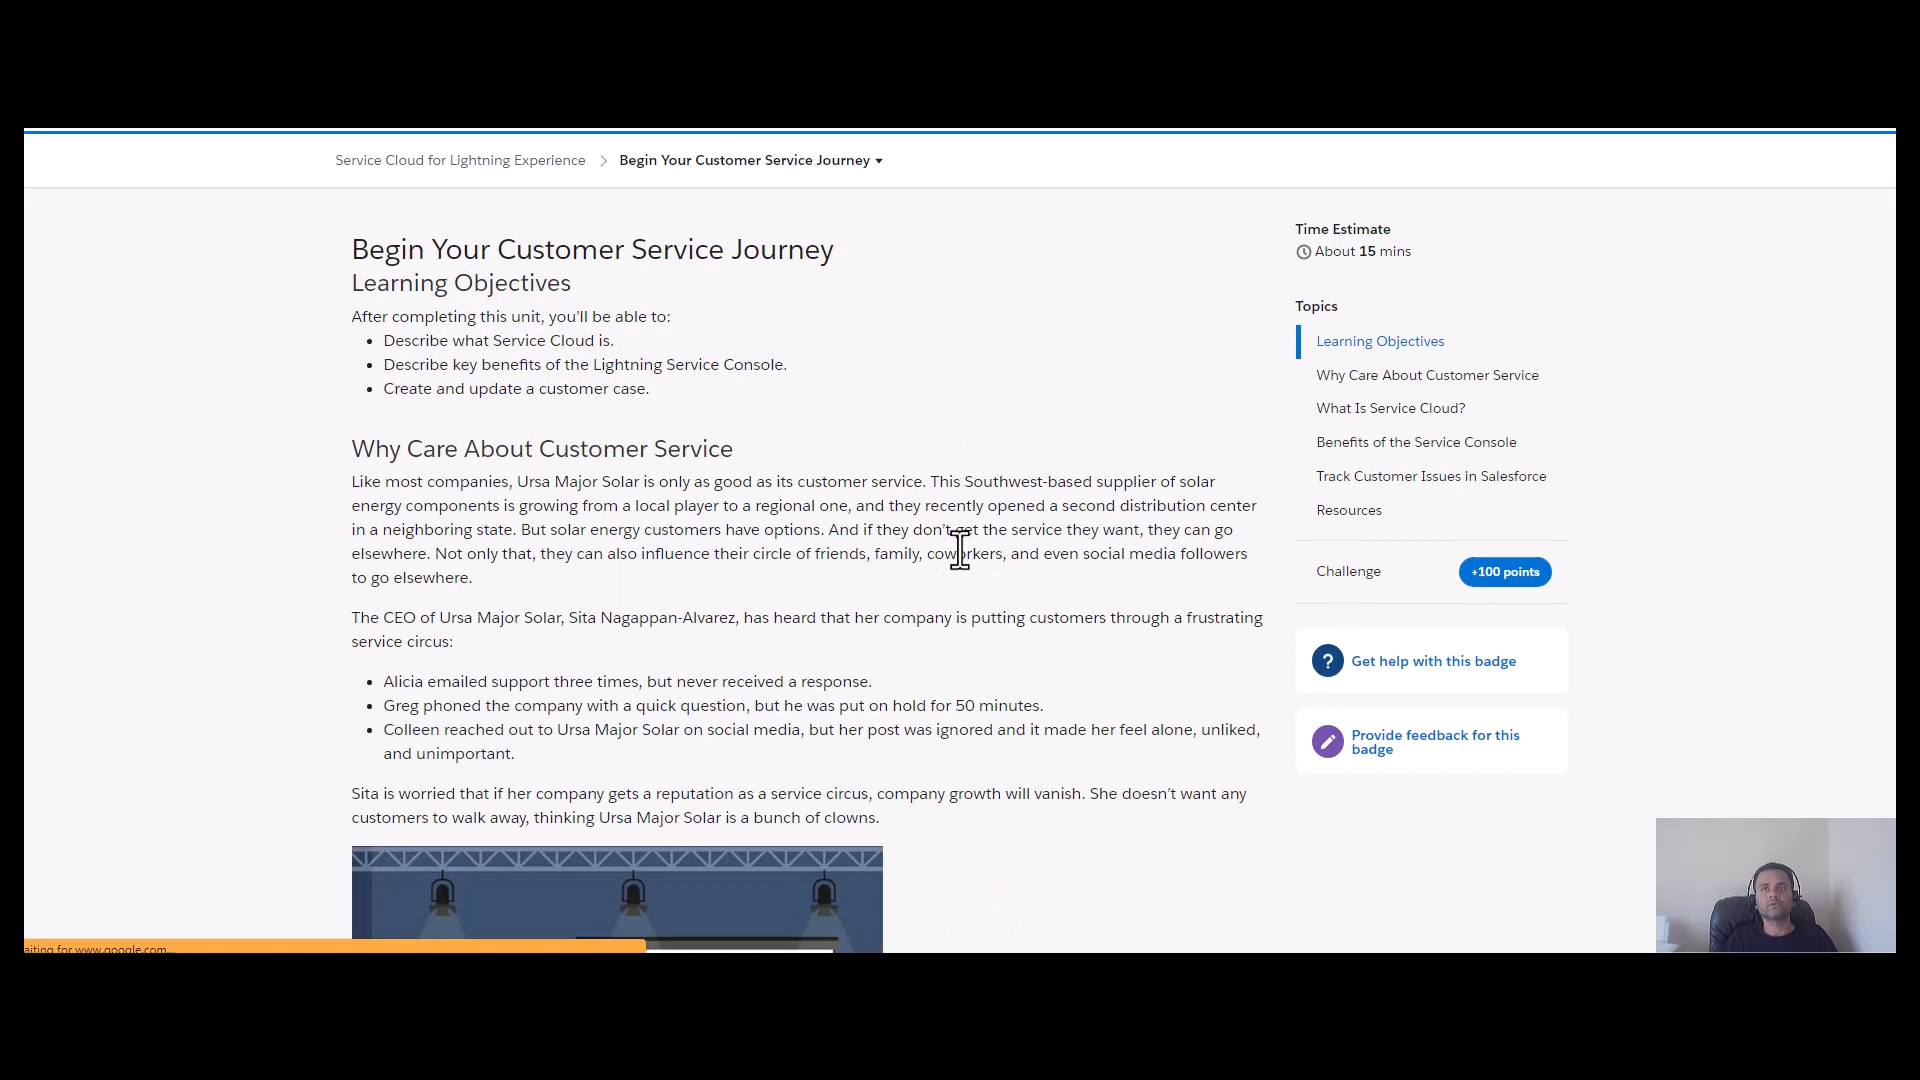 Service Cloud for Lightning Experience > Begin Your Customer Service Journey
Begin Your Customer Service Journey
Learning Objectives
After completing this unit, you’ll be able to:
• Describe what Service Cloud is.
• Describe key benefits of the Lightning Service Console.
• Create and update a customer case.
Why Care About Customer Service
Like most companies, Ursa Major Solar is only as good as its customer service. This Southwest-based supplier of solar
energy components is growing from a local player to a regional one, and they recently opened a second distribution center
in a neighboring state. But solar energy customers have options. And if they don’t get the service they want, they can go
elsewhere. Not only that, they can also influence their circle of friends, family, coworkers, and even social media followers
to go elsewhere.
The CEO of Ursa Major Solar, Sita Nagappan-Alvarez, has heard that her company is putting customers through a frustrating
service circus:
• Alicia emailed support three times, but never received a response.
• Greg phoned the company with a quick question, but he was put on hold for 50 minutes.
• Colleen reached out to Ursa Major Solar on social media, but her post was ignored and it made her feel alone, unliked,
and unimportant.
Sita is worried that if her company gets a reputation as a service circus, company growth will vanish. She doesn’t want any
customers to walk away, thinking Ursa Major Solar is a bunch of clowns.
Time Estimate
About 15 mins
Topics
Learning Objectives
Why Care About Customer Service
What Is Service Cloud?
Benefits of the Service Console
Track Customer Issues in Salesforce
Resources
Challenge +100 points
? Get help with this badge
Provide feedback for this
badge
aiting for www.google.com...